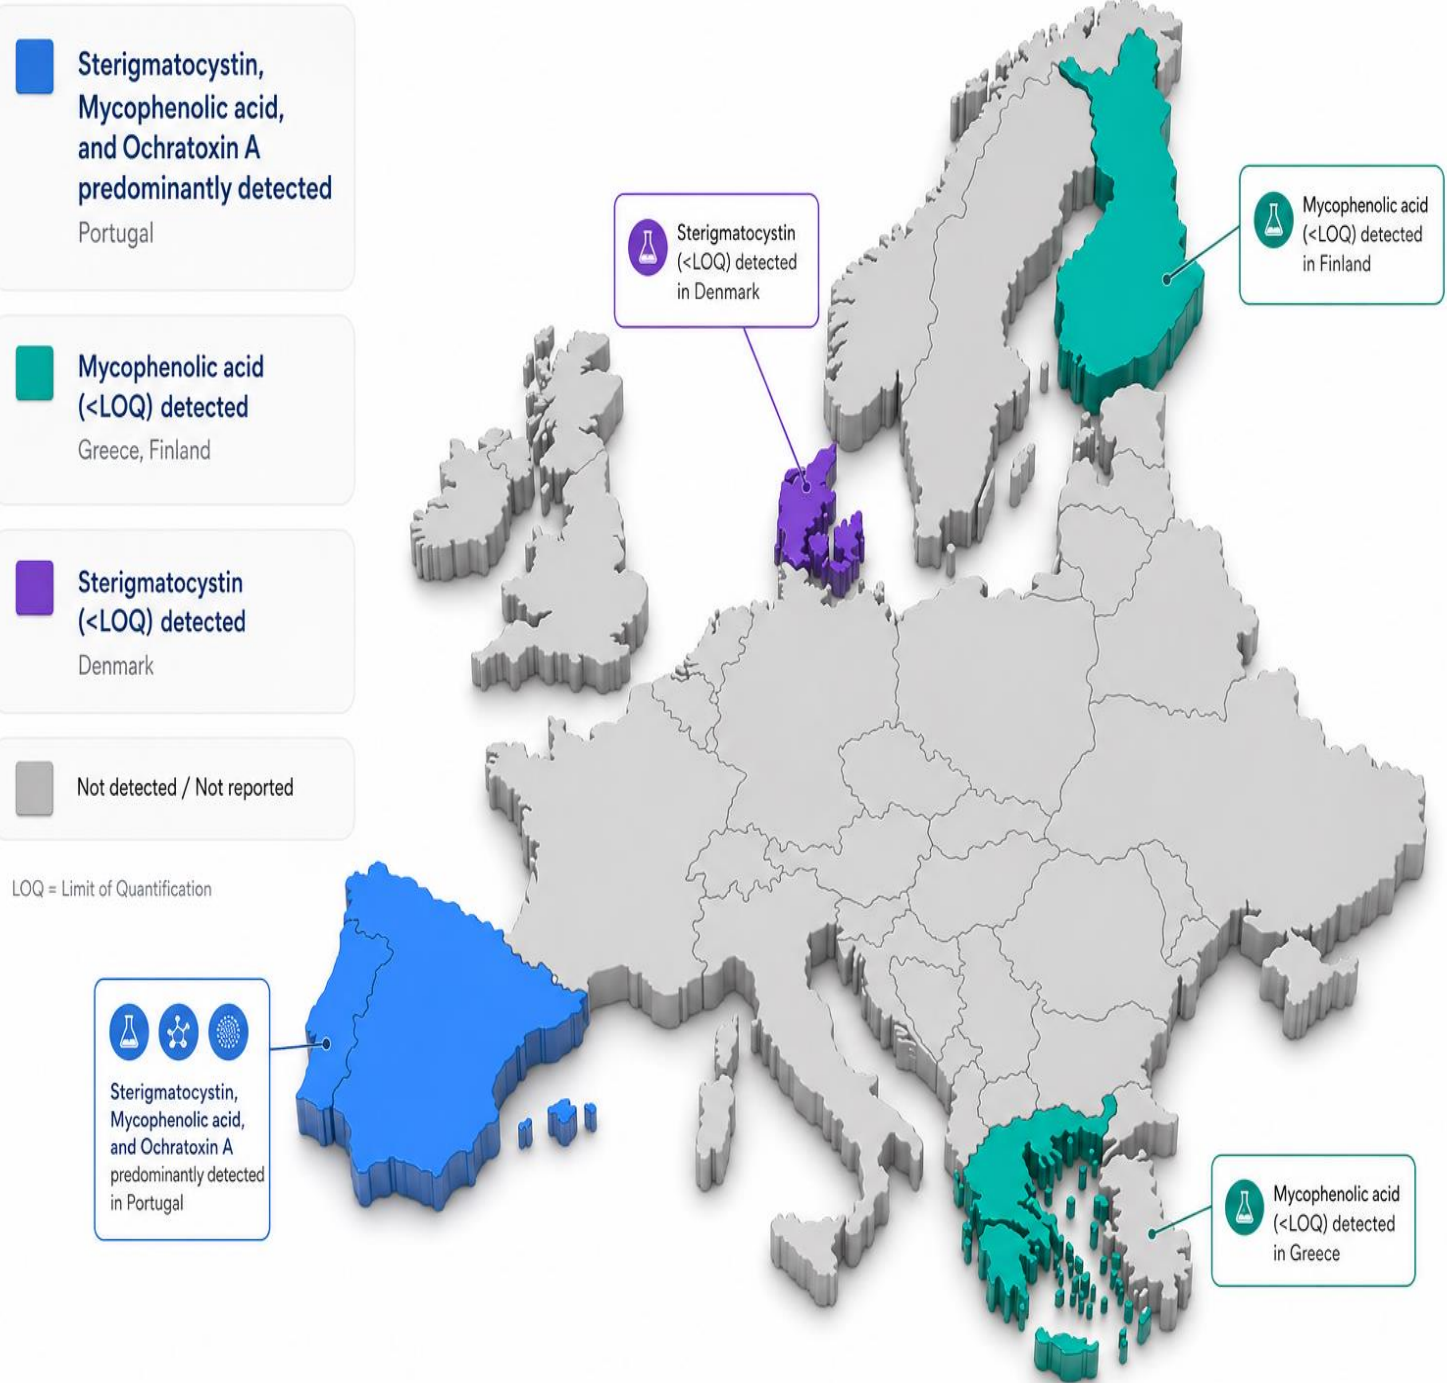 Sterigmatocystin,
Mycophenolic acid,
and Ochratoxin A
predominantly detected
Portugal
Mycophenolic acid
(<LOQ) detected
Greece, Finland
Sterigmatocystin
(<LOQ) detected
Denmark
Not detected / Not reported
LOQ = Limit of Quantification
Sterigmatocystin
(<LOQ) detected
in Denmark
Mycophenolic acid
(<LOQ) detected
in Finland
Sterigmatocystin,
Mycophenolic acid,
and Ochratoxin A
predominantly detected
in Portugal
Mycophenolic acid
(<LOQ) detected
in Greece